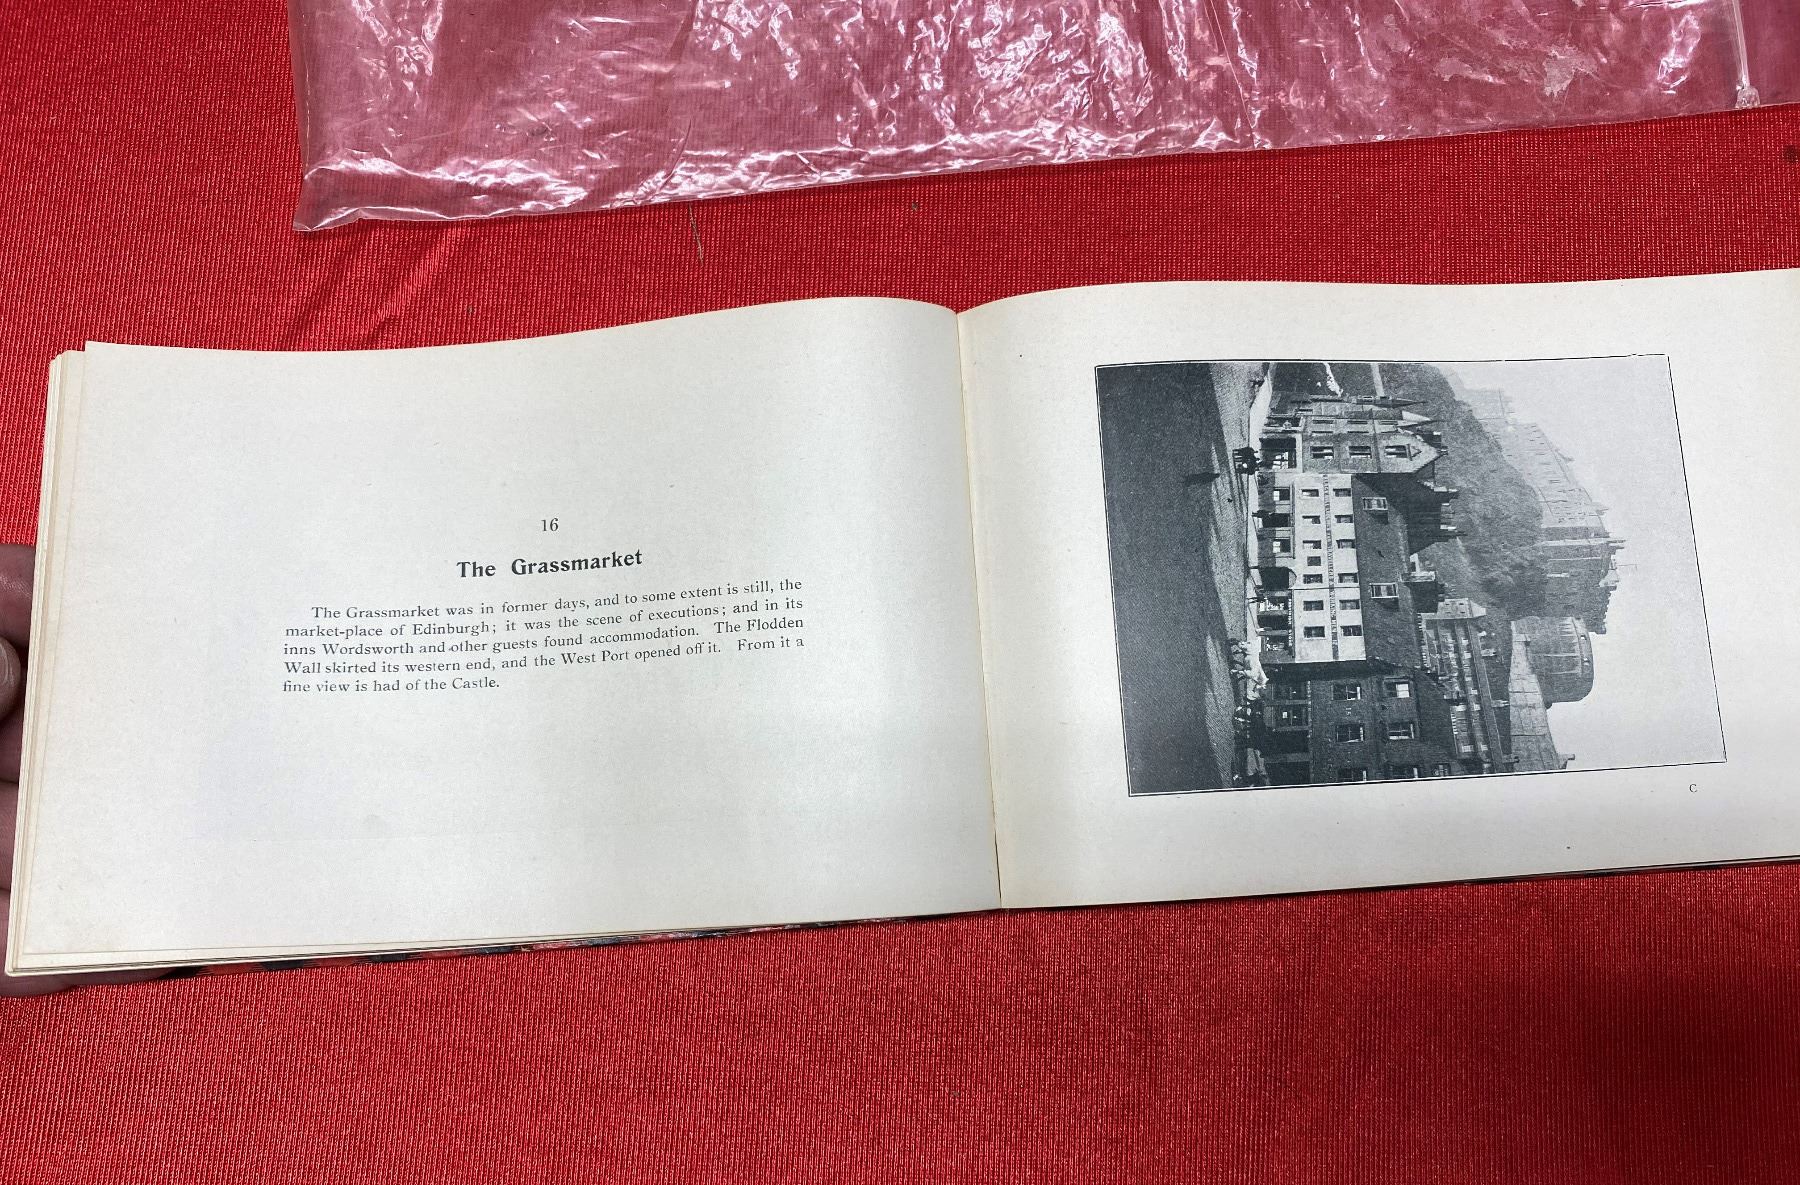 16
The Grassmarket
The Grassmarket was in former days, and to some extent is still, the
market-place of Edinburgh; it was the scene of executions; and in its
inns Wordsworth and other guests found accommodation. The Flodden
Wall skirted its western end, and the West Port opened off it. From it a
fine view is had of the Castle.
C